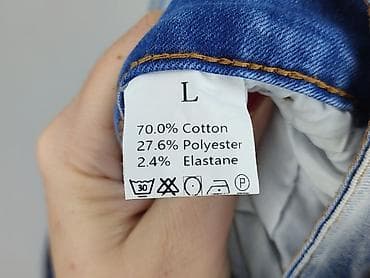 L
70.0% Cotton
27.6% Polyester
2.4% Elastane
30 P